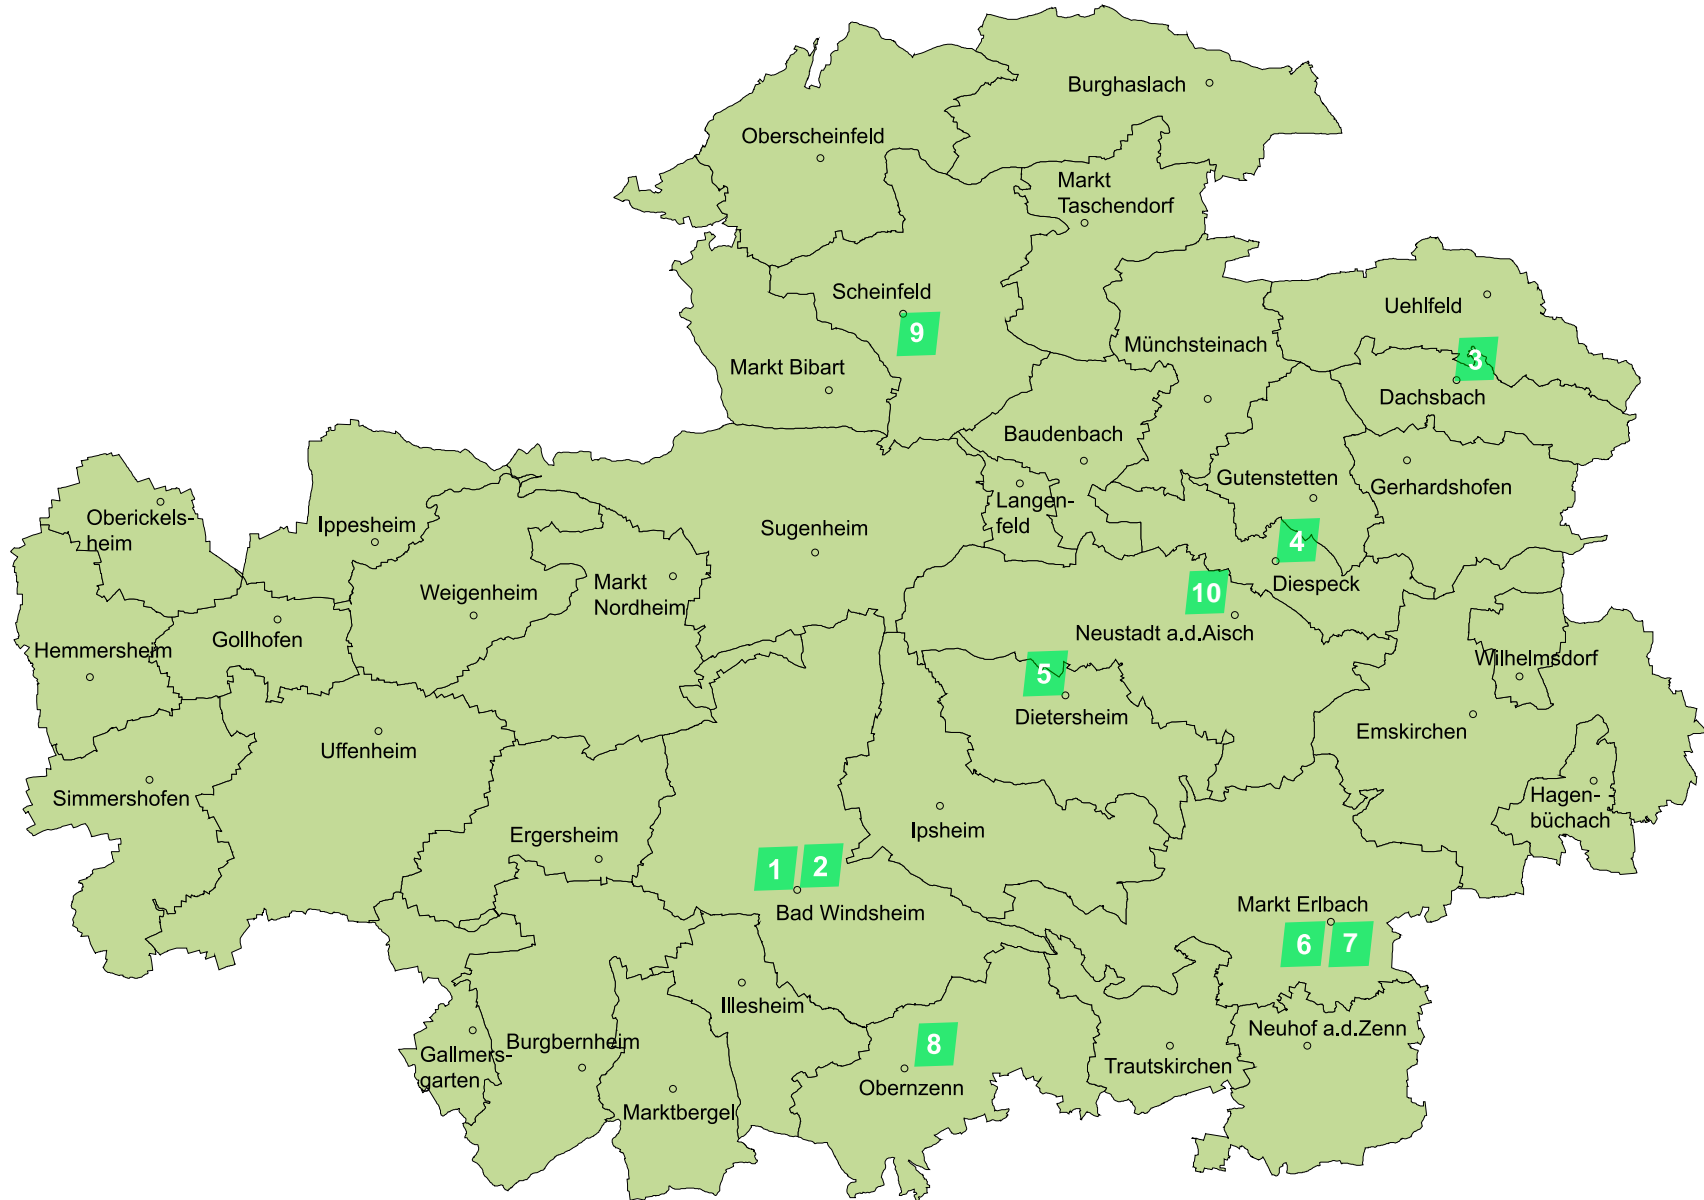 Burghaslach
Oberscheinfeld
Markt
Taschendorf
Scheinfeld
9
Uehlfeld
Münchsteinach
3
Markt Bibart
Dachsbach
Baudenbach
Gutenstetten
Gerhardshofen
Langen-
feld
Oberickels-
heim
Ippesheim
Sugenheim
4
Diespeck
Weigenheim
Markt
Nordheim
10
Neustadt a.d.Aisch
Gollhofen
Hemmersheim
Wilhelmsdorf
5
Dietersheim
Emskirchen
Uffenheim
Simmershofen
Hagen-
büchach
Ergersheim
Ipsheim
1
2
Bad Windsheim
Markt Erlbach
6
7
Illesheim
Neuhof a.d.Zenn
Burgbernheim
8
Gallmers-
garten
Obernzenn
Trautskirchen
Marktbergel